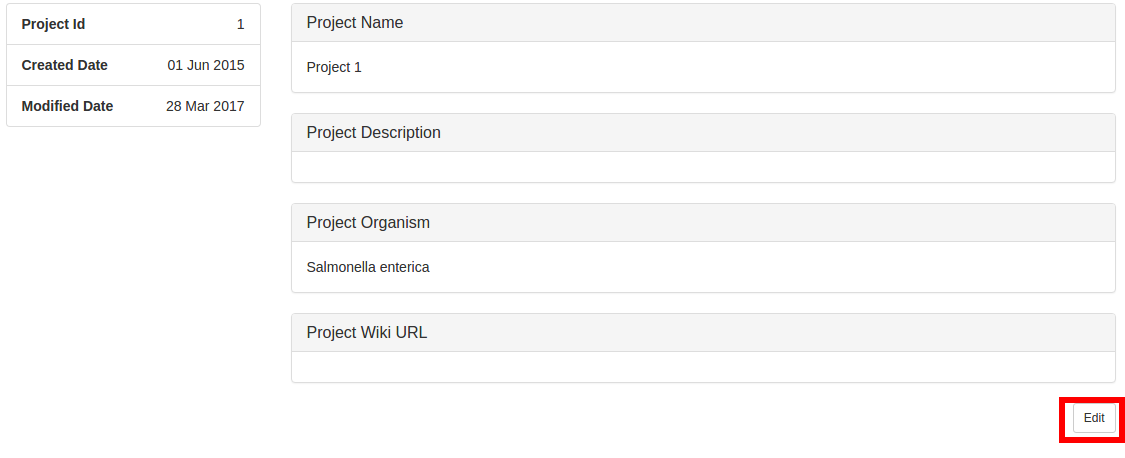 Project Id 1
Created Date 01 Jun 2015
Modified Date 28 Mar 2017
Project Name
Project 1
Project Description
Project Organism
Salmonella enterica
Project Wiki URL
Edit